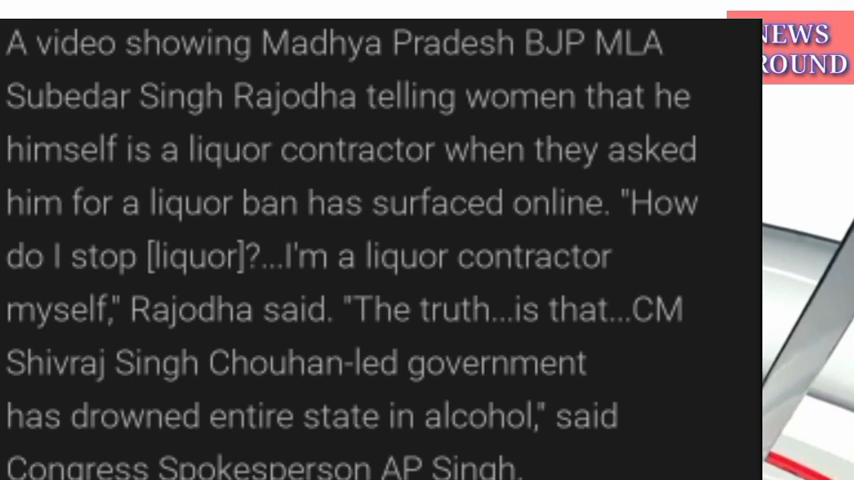 A video showing Madhya Pradesh BJP MLA
Subedar Singh Rajodha telling women that he
himself is a liquor contractor when they asked
him for a liquor ban has surfaced online. "How
do I stop [liquor]?...I'm a liquor contractor
myself," Rajodha said. "The truth...is that...CM
Shivraj Singh Chouhan-led government
has drowned entire state in alcohol," said
Congress Spokesperson AP Singh.
NEWS
ROUND